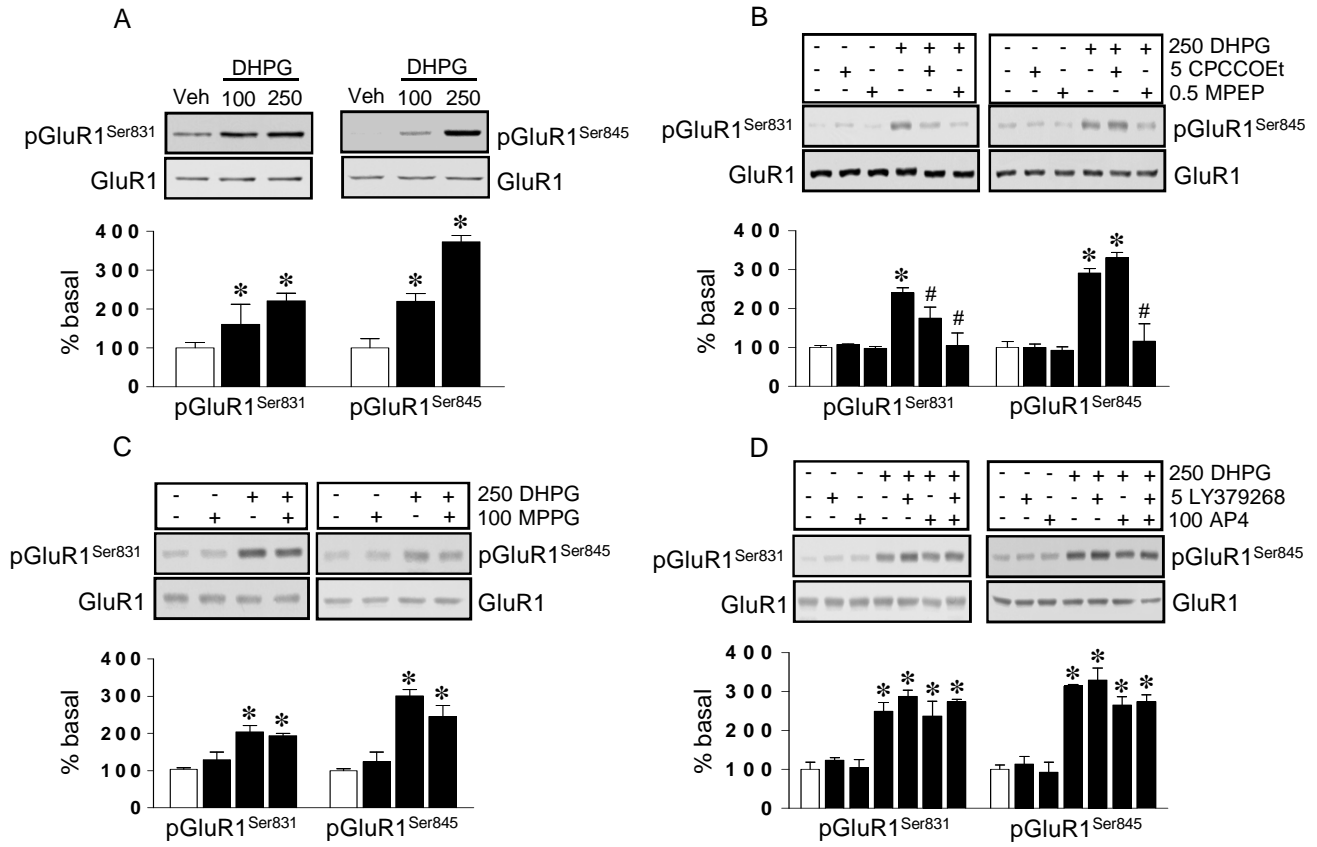 A
DHPG DHPG
Veh 100 250 Veh 100 250
pGluR1Ser831 pGluR1Ser845
GluR1 GluR1
400
300
200
100
0
% basal
* * * *
pGluR1Ser831 pGluR1Ser845
B
- - - + + + - - - + + + 250 DHPG
- + - - + - - + - - + - 5 CPCCOEt
- - + - - + - - + - - + 0.5 MPEP
pGluR1Ser831 pGluR1Ser845
GluR1 GluR1
400
300
200
100
0
% basal
* # # * * #
pGluR1Ser831 pGluR1Ser845
C
- - + + - - + + 250 DHPG
- + - + - + - + 100 MPPG
pGluR1Ser831 pGluR1Ser845
GluR1 GluR1
400
300
200
100
0
% basal
* * * *
pGluR1Ser831 pGluR1Ser845
D
- - - + + + + - - - + + + + 250 DHPG
- + - - + - + - + - - + - + 5 LY379268
- - + - - + + - - + - - + + 100 AP4
pGluR1Ser831 pGluR1Ser845
GluR1 GluR1
400
300
200
100
0
% basal
* * * * * * * *
pGluR1Ser831 pGluR1Ser845